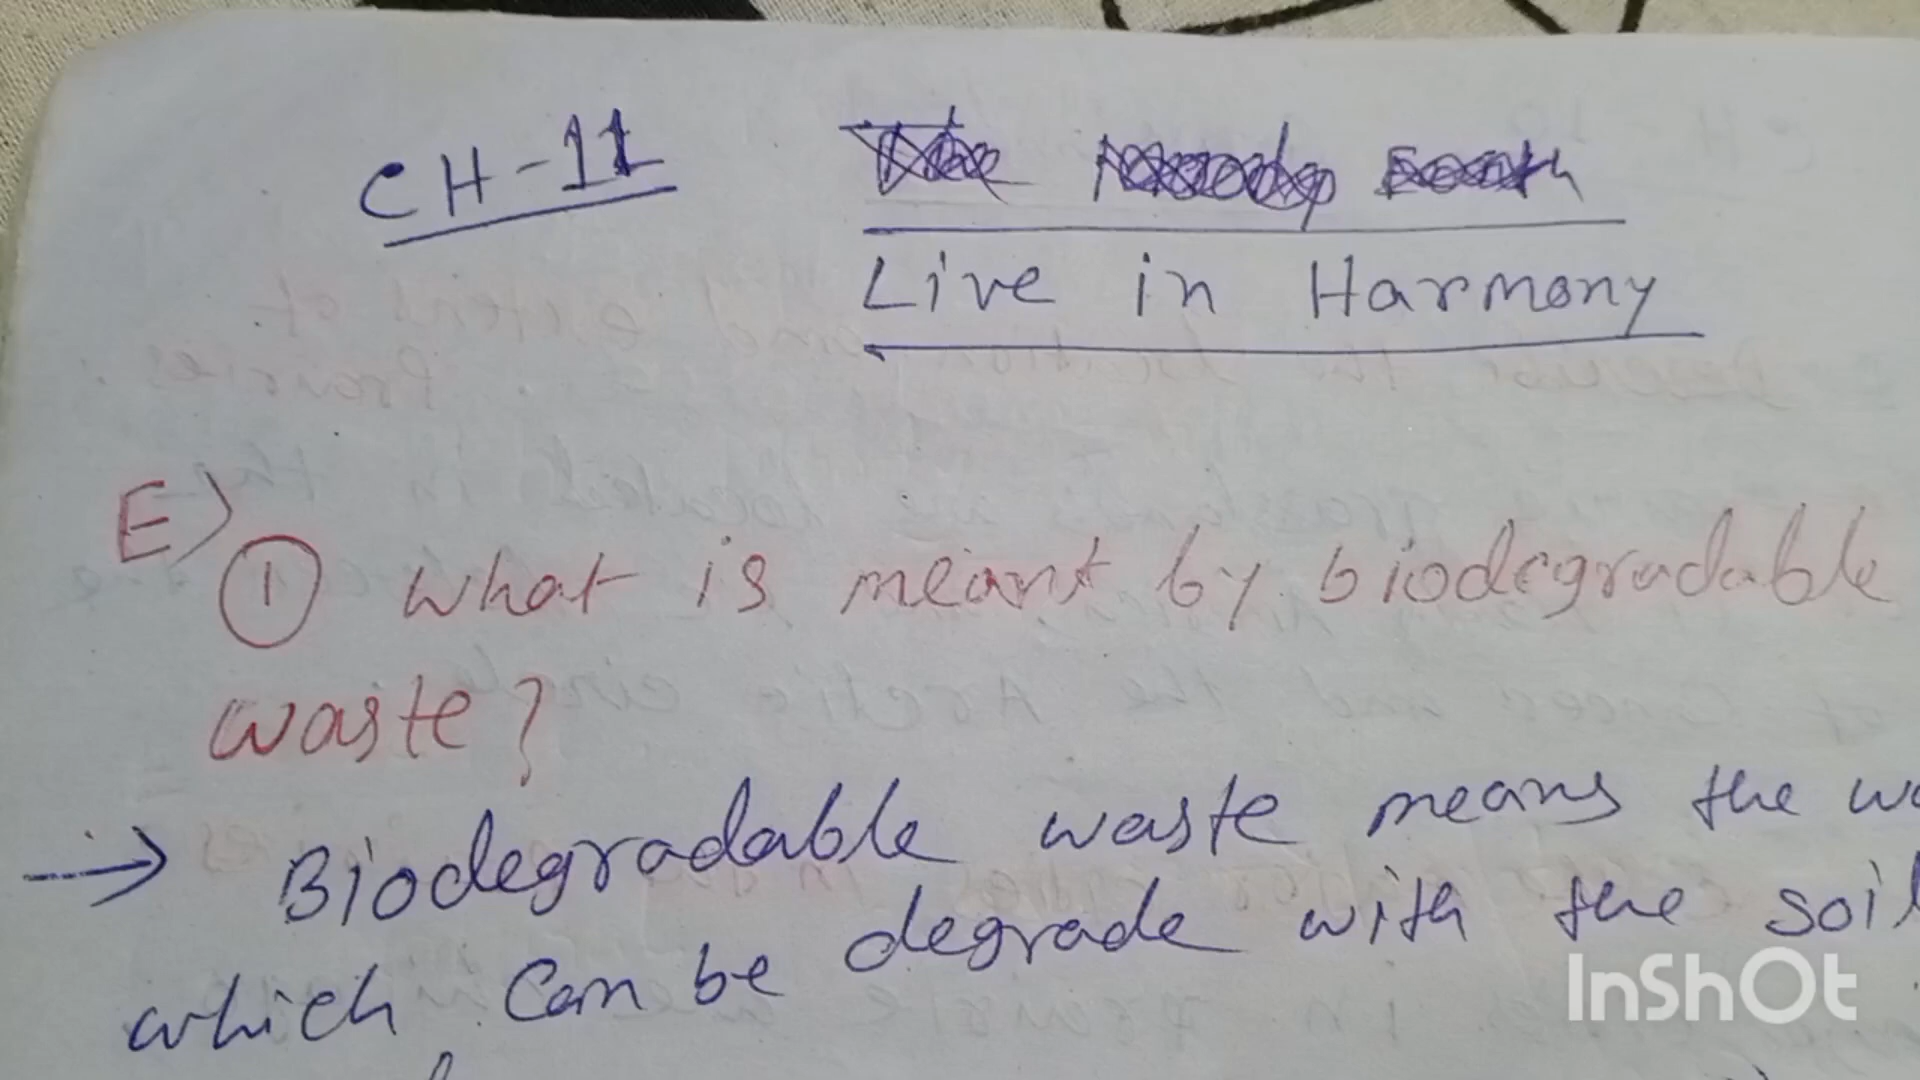 CH-11
Live in Harmony
E) ① What is meant by biodegradable
waste?
→ Biodegradable waste means the
which can be degrade with the soil
InShOt